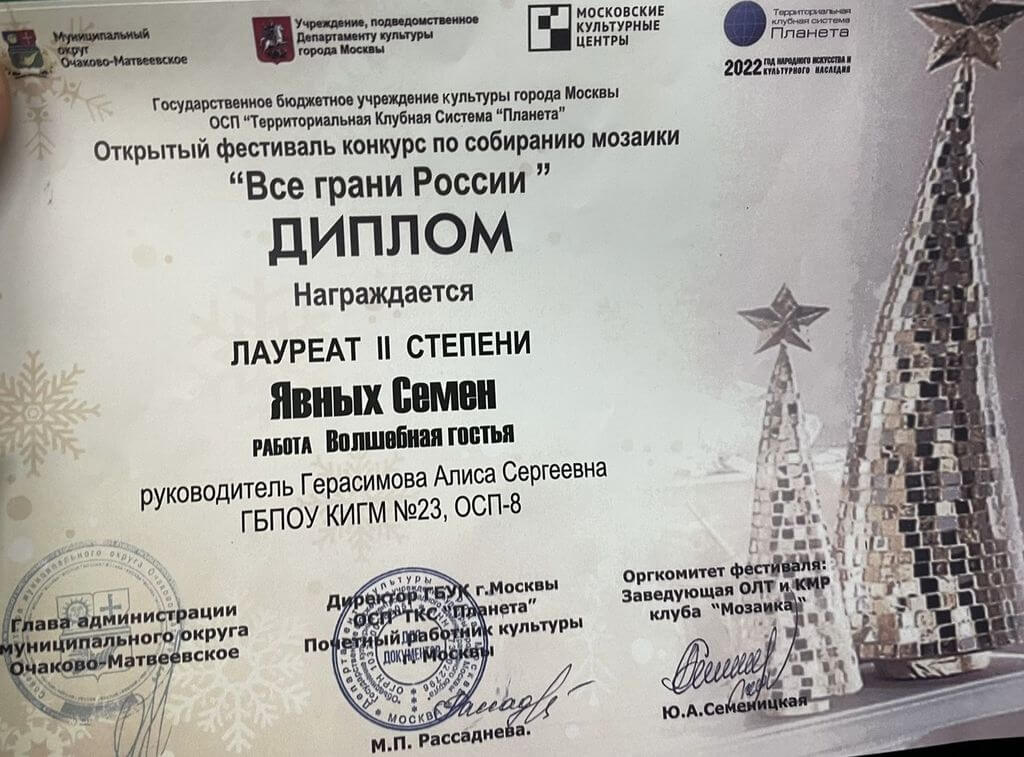 Муниципальный
округ
Очаково-Матвеевское
Учреждение, подведомственное
Департаменту культуры
города Москвы
МОСКОВСКИЕ
КУЛЬТУРНЫЕ
ЦЕНТРЫ
Территориальная
клубная система
Планета
2022 ГОД НАРОДНОГО ИСКУССТВА И
КУЛЬТУРНОГО НАСЛЕДИЯ
Государственное бюджетное учреждение культуры города Москвы
ОСП "Территориальная Клубная Система "Планета"
Открытый фестиваль конкурс по собиранию мозаики
“Все грани России ”
ДИПЛОМ
Награждается
ЛАУРЕАТ II СТЕПЕНИ
Явных Семен
РАБОТА Волшебная гостья
руководитель Герасимова Алиса Сергеевна
ГБПОУ КИГМ №23, ОСП-8
Глава администрации
муниципального округа
Очаково-Матвеевское
Директор ГБУК г.Москвы
ОСП "ТКС "Планета"
Почетный работник культуры
г. Москвы
М.П. Рассаднева.
ДЛЯ
ДОКУМЕНТОВ
МОСКВА
Оргкомитет фестиваля:
Заведующая ОЛТ и КМР
клуба "Мозаика"
Ю.А.Семеницкая